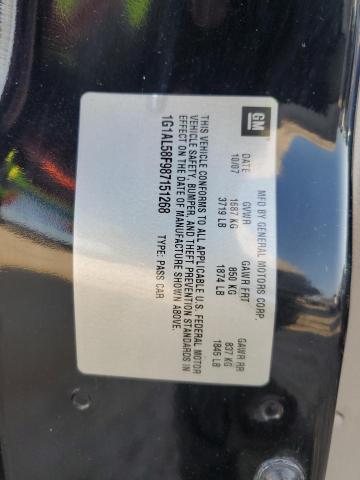 GM
MFD BY GENERAL MOTORS CORP
DATE GVWR GAWR FRT GAWR RR
10/07 1687 KG 850 KG 837 KG
3719 LB 1874 LB 1845 LB
THIS VEHICLE CONFORMS TO ALL APPLICABLE U.S. FEDERAL MOTOR
VEHICLE SAFETY, BUMPER, AND THEFT PREVENTION STANDARDS IN
EFFECT ON THE DATE OF MANUFACTURE SHOWN ABOVE.
1G1AL58F987151268 TYPE: PASS CAR